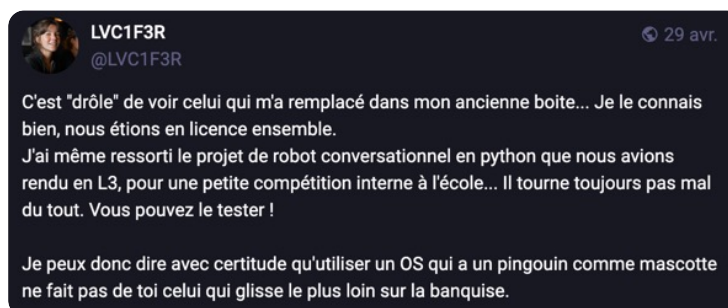 LVC1F3R
29 avr.
@LVC1F3R
C'est "drôle" de voir celui qui m'a remplacé dans mon ancienne boite... Je le connais
bien, nous étions en licence ensemble.
J'ai même ressorti le projet de robot conversationnel en python que nous avions
rendu en L3, pour une petite compétition interne à l'école... Il tourne toujours pas mal
du tout. Vous pouvez le tester !
Je peux donc dire avec certitude qu'utiliser un OS qui a un pingouin comme mascotte
ne fait pas de toi celui qui glisse le plus loin sur la banquise.